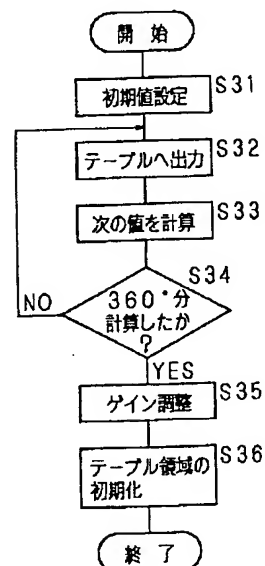 開 始
初期値設定
S31
テーブルへ出力
S32
次の値を計算
S33
S34
360°分
計算したか
?
NO
YES
ゲイン調整
S35
テーブル領域の
初期化
S36
終 了